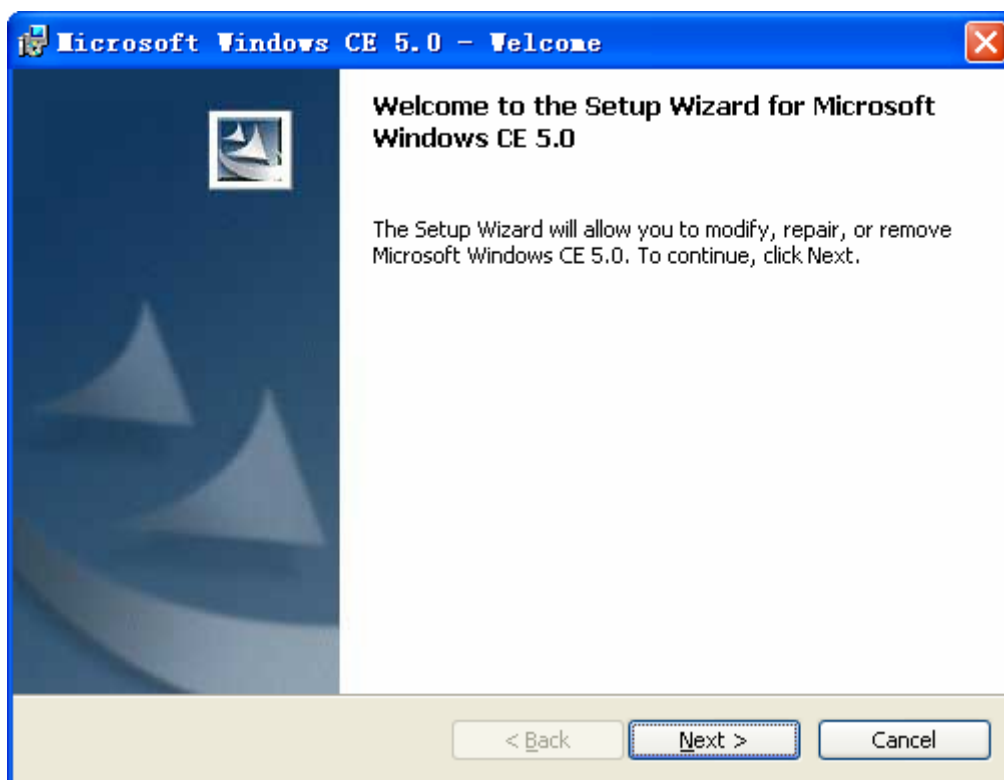 Microsoft Windows CE 5.0 - Welcome
Welcome to the Setup Wizard for Microsoft
Windows CE 5.0
The Setup Wizard will allow you to modify, repair, or remove
Microsoft Windows CE 5.0. To continue, click Next.
< Back
Next >
Cancel